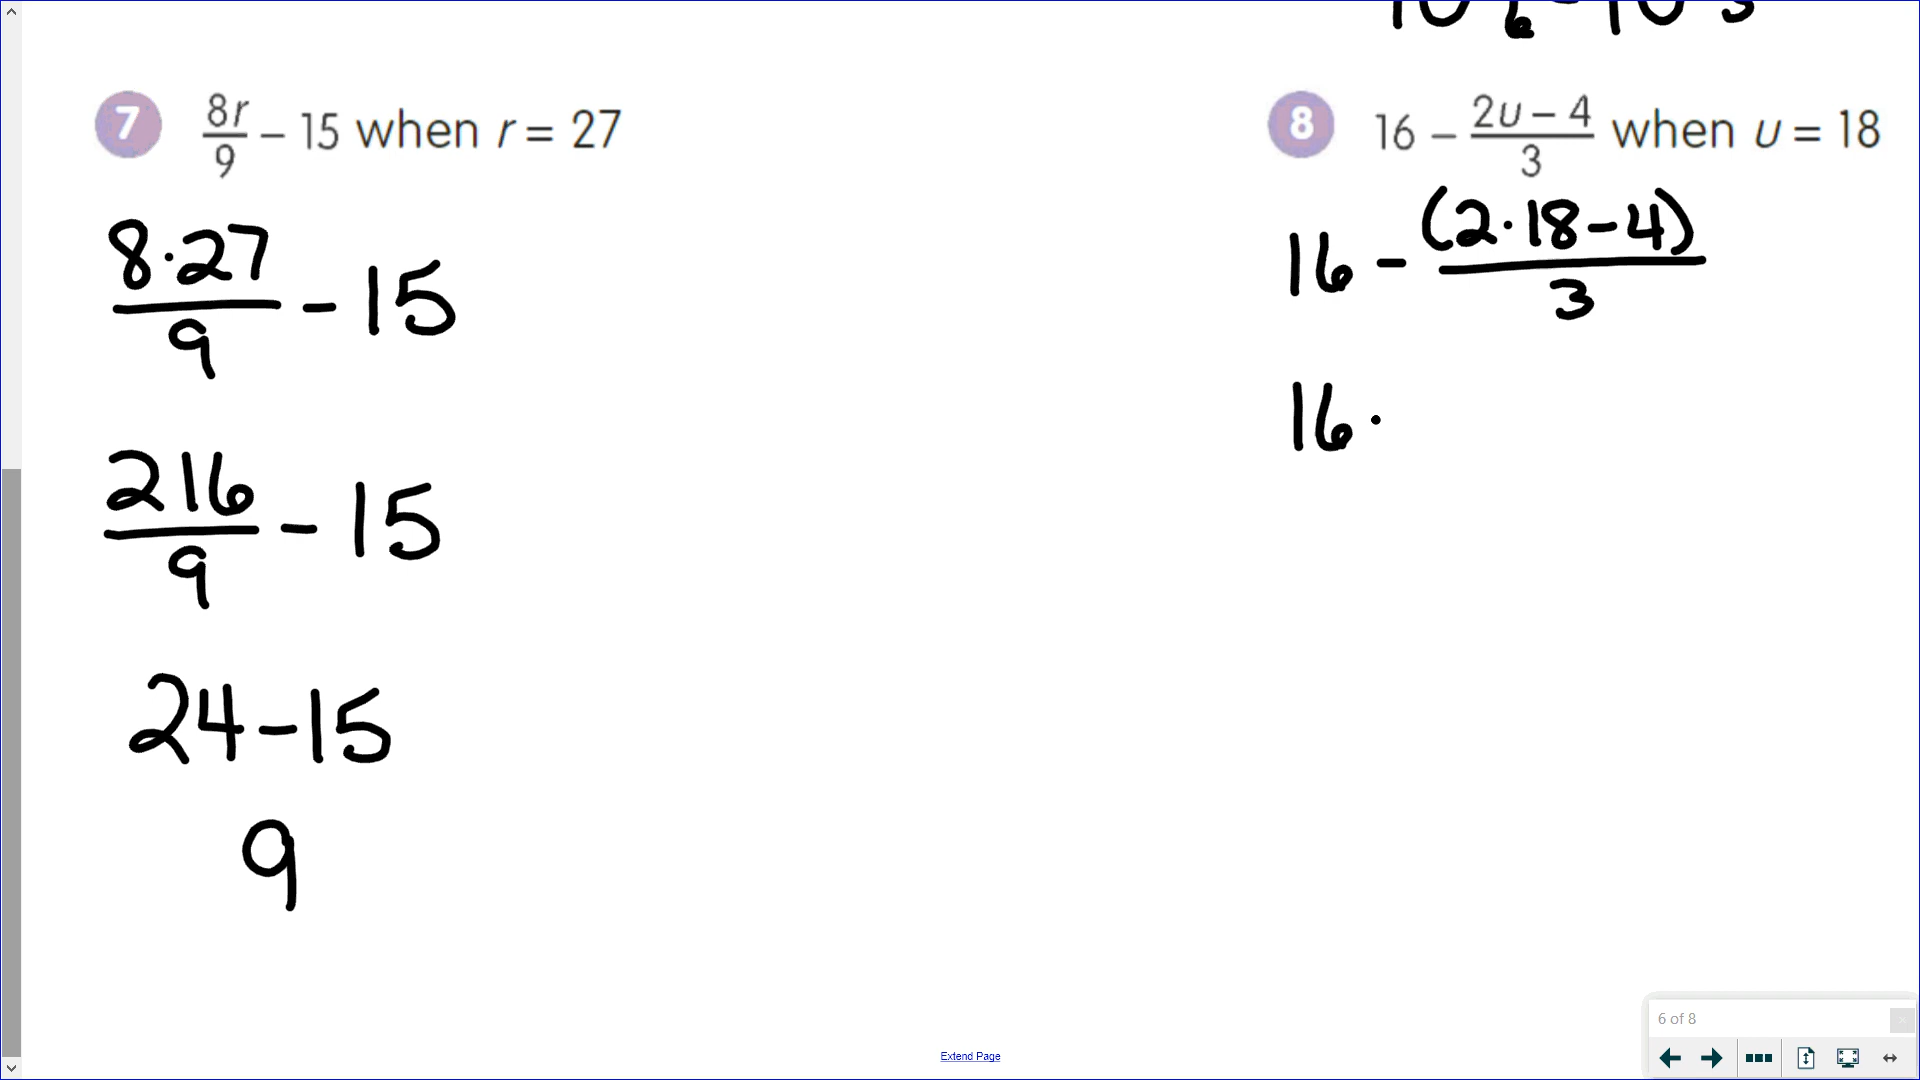 7 8r/9 – 15 when r = 27
8·27/9 - 15
216/9 - 15
24-15
9
8 16 – 2u – 4/3 when u = 18
16 - (2·18-4)/3
16 ·
Extend Page
6 of 8